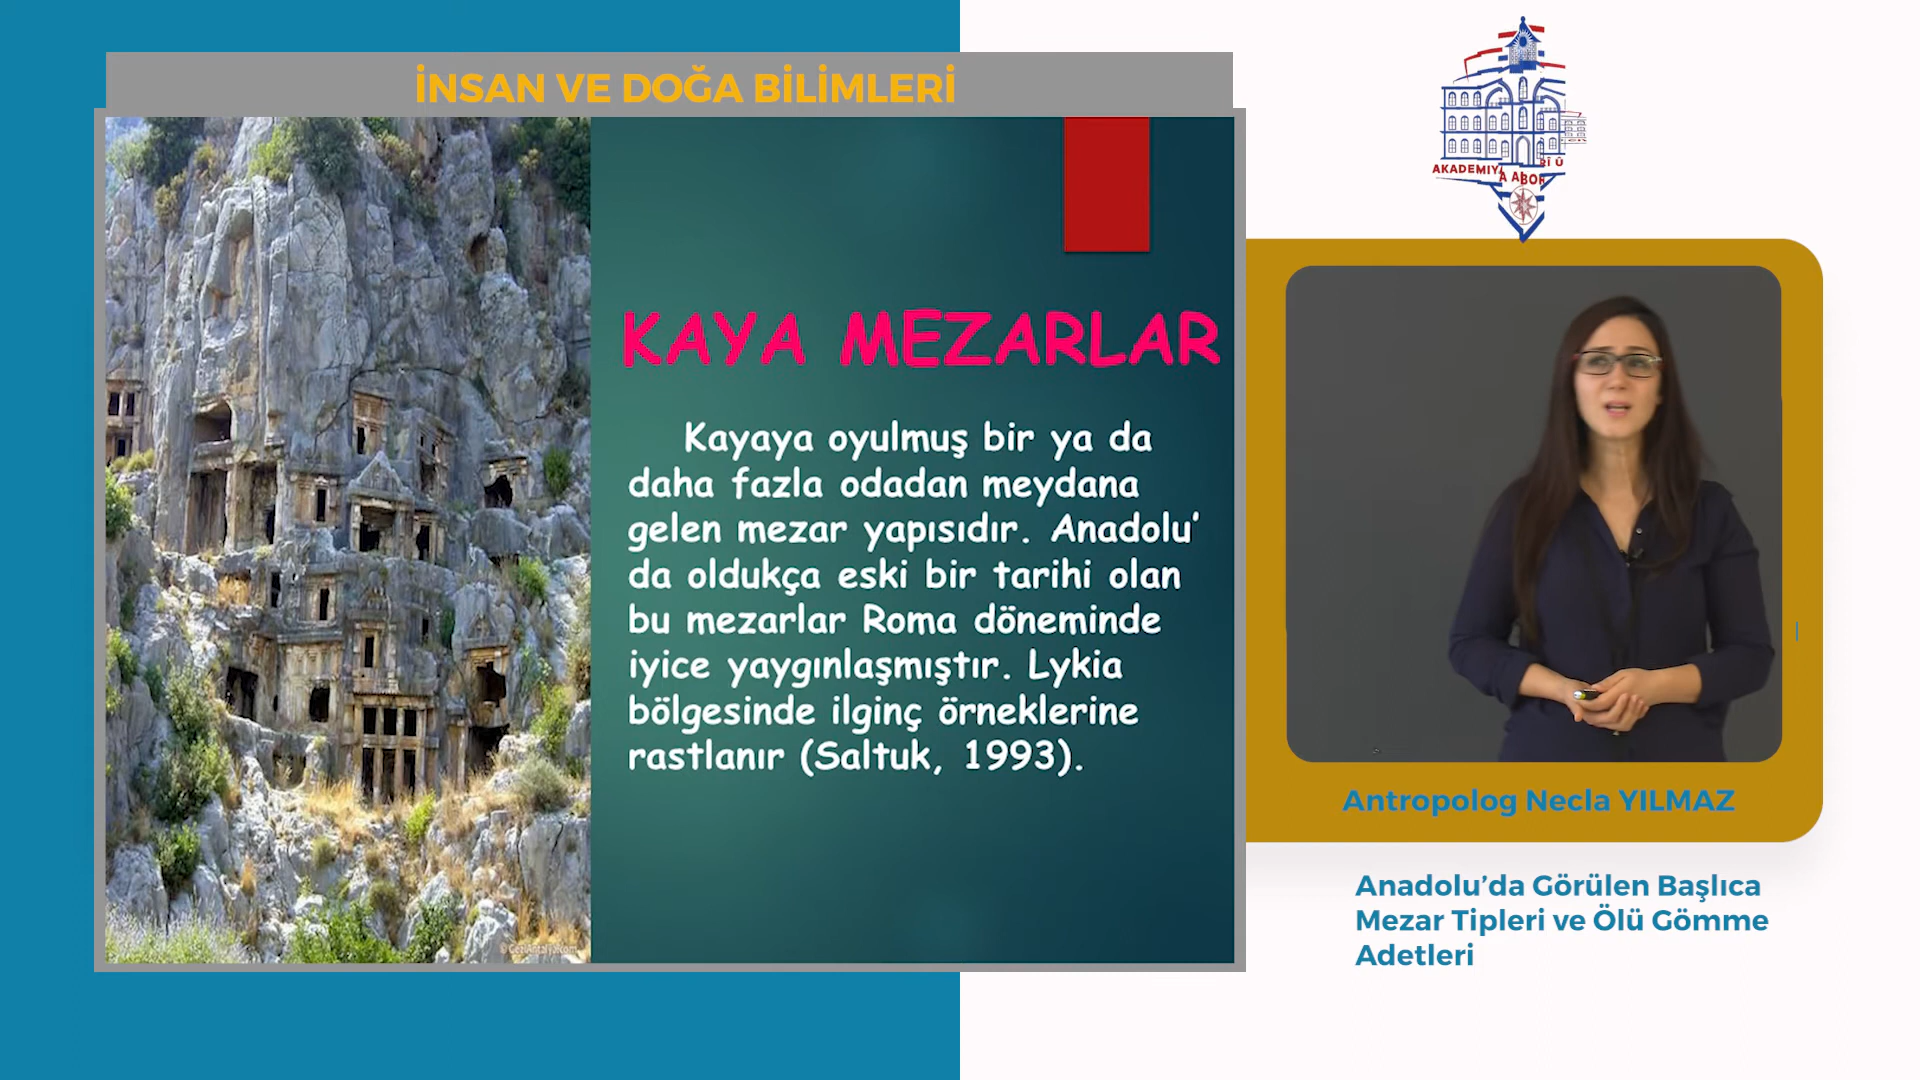 İNSAN VE DOĞA BİLİMLERİ
KAYA MEZARLAR
Kayaya oyulmuş bir ya da
daha fazla odadan meydana
gelen mezar yapısıdır. Anadolu’
da oldukça eski bir tarihi olan
bu mezarlar Roma döneminde
iyice yaygınlaşmıştır. Lykia
bölgesinde ilginç örneklerine
rastlanır (Saltuk, 1993).
© GeziAntalya.com
Antropolog Necla YILMAZ
Anadolu’da Görülen Başlıca
Mezar Tipleri ve Ölü Gömme
Adetleri